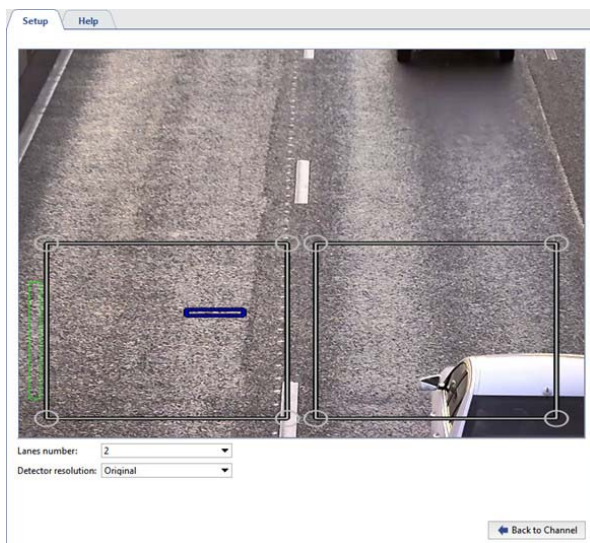 Setup Help
Lanes number: 2
Detector resolution: Original
Back to Channel